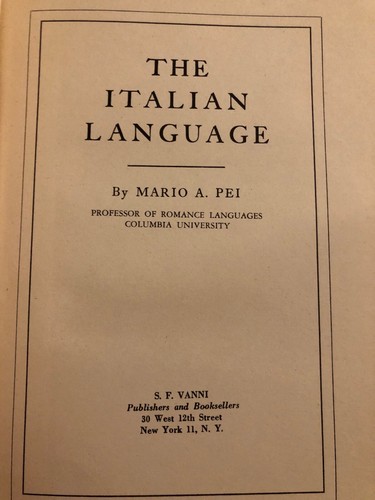 THE
ITALIAN
LANGUAGE
By MARIO A. PEI
PROFESSOR OF ROMANCE LANGUAGES
COLUMBIA UNIVERSITY
S. F. VANNI
Publishers and Booksellers
30 West 12th Street
New York 11, N. Y.